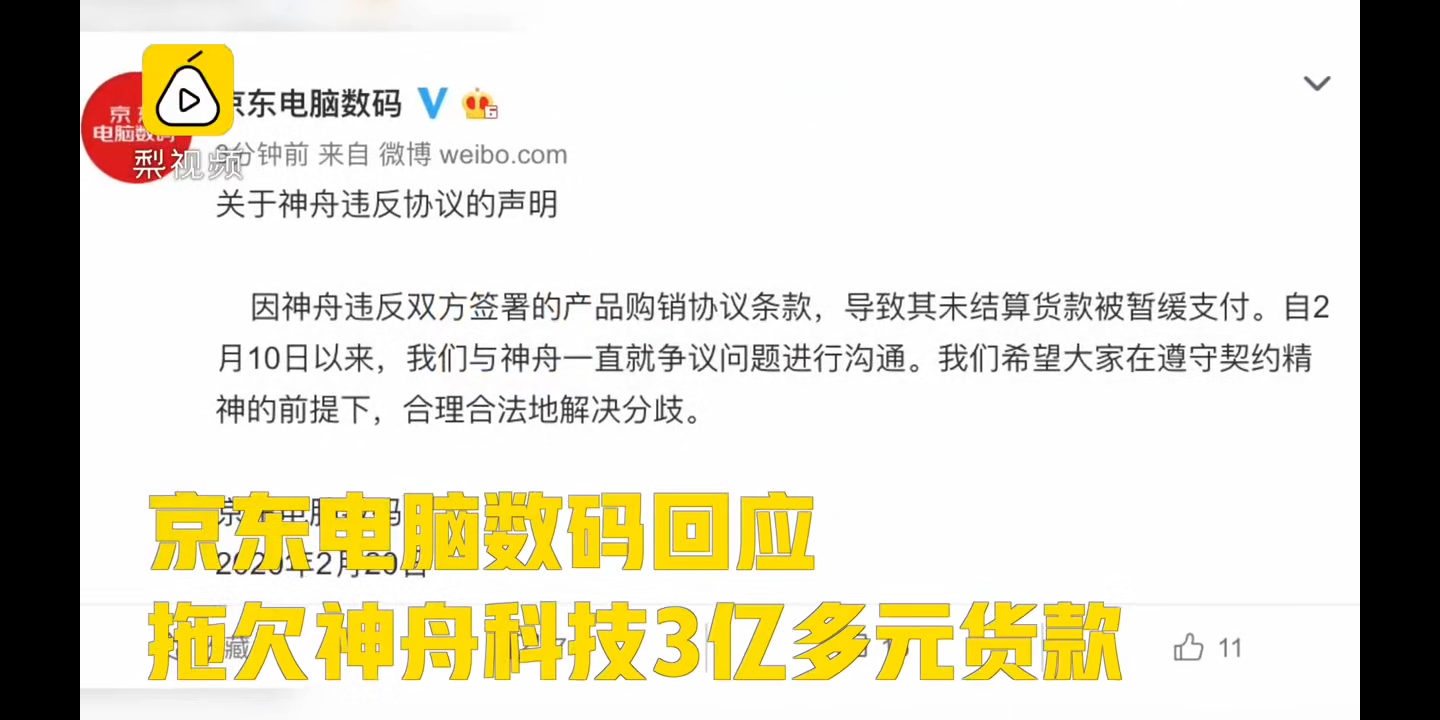 京东电脑数码
梨视频
分钟前 来自 微博 weibo.com
关于神舟违反协议的声明
因神舟违反双方签署的产品购销协议条款，导致其未结算货款被暂缓支付。自2
月10日以来，我们与神舟一直就争议问题进行沟通。我们希望大家在遵守契约精
神的前提下，合理合法地解决分歧。
京东电脑数码回应
拖欠神舟科技3亿多元货款
11